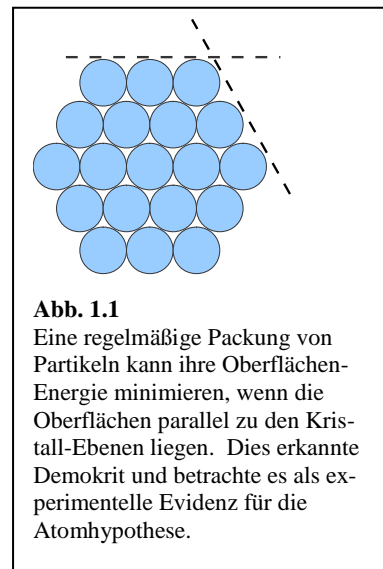 Abb. 1.1
Eine regelmäßige Packung von
Partikeln kann ihre Oberflächen-
Energie minimieren, wenn die
Oberflächen parallel zu den Kris-
tall-Ebenen liegen.  Dies erkannte
Demokrit und betrachte es als ex-
perimentelle Evidenz für die
Atomhypothese.